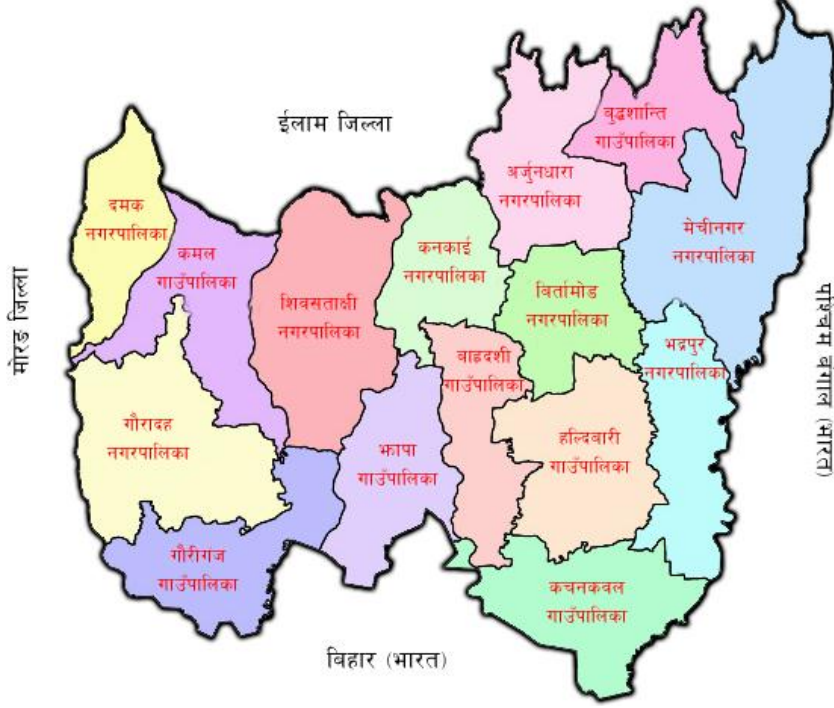 ईलाम जिल्ला
वुद्धशान्ति
गाउँपालिका
अर्जुनधारा
नगरपालिका
दमक
नगरपालिका
मेचीनगर
नगरपालिका
कमल
गाउँपालिका
कनकाई
नगरपालिका
शिवसताक्षी
नगरपालिका
विर्तामोड
नगरपालिका
मोरङ जिल्ला
पश्चिम बंगाल (भारत)
भद्रपुर
नगरपालिका
वाह्रदशी
गाउँपालिका
गौरादह
नगरपालिका
हल्दिवारी
गाउँपालिका
झापा
गाउँपालिका
गौरीगंज
गाउँपालिका
कचनकवल
गाउँपालिका
बिहार (भारत)